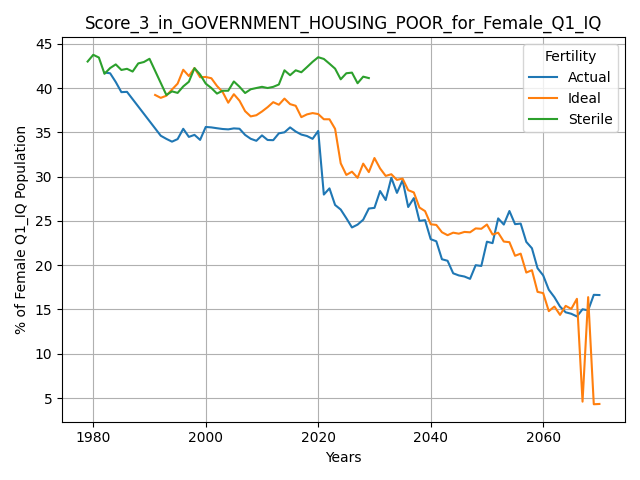 Score_3_in_GOVERNMENT_HOUSING_POOR_for_Female_Q1_IQ
% of Female Q1_IQ Population
45
40
35
30
25
20
15
10
5
Fertility
Actual
Ideal
Sterile
1980
2000
2020
2040
2060
Years